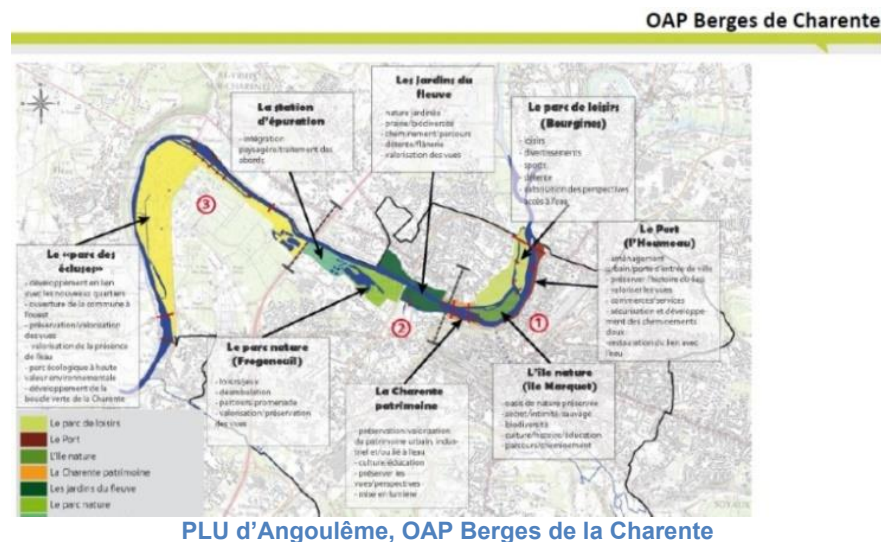 OAP Berges de Charente
La station
d'épuration
- intégration
paysagère/traitement des
abords
Les Jardins du
fleuve
nature jardinée
- prairie/biodiversité
- cheminement/parcours
détente/flânerie
- valorisation des vues
Le parc de loisirs
(Bourgines)
- loisirs
- divertissements
sports
- détente
- valorisation des perspectives
accès à l'eau
Le Port
(l'Houmeau)
- aménagement
urbain/porte d'entrée de ville
- préserver l'histoire du lieu
- valoriser les vues
- commerces/services
- sécurisation et développe
ment des cheminements
doux
- restauration du lien avec
l'eau
Le «parc des
écluses»
- développement en lien
avec les nouveaux quartiers
- ouverture de la commune à
l'ouest
- préservation/valorisation
des vues
- valorisation de la présence
de l'eau
- parc écologique à haute
valeur environnementale
- développement de la
boucle verte de la Charente
Le parc nature
(Fregeneuil)
- loisirs/jeux
- déambulation
- parcours/promenade
- valorisation/préservation
des vues
La Charente
patrimoine
- préservation/valorisation
de patrimoine urbain, indus
triel et/ou lié à l'eau
- culture/éducation
- préserver les
vues/perspectives
- mise en lumière
L'île nature
(île Marquet)
- oasis de nature préservée
- secret/intimité/sauvage
biodiversité
- culture/histoire/éducation
parcours/cheminement
3
2
1
Le parc de loisirs
Le Port
L'île nature
La Charente patrimoine
Les jardins du fleuve
Le parc nature
PLU d'Angoulême, OAP Berges de la Charente